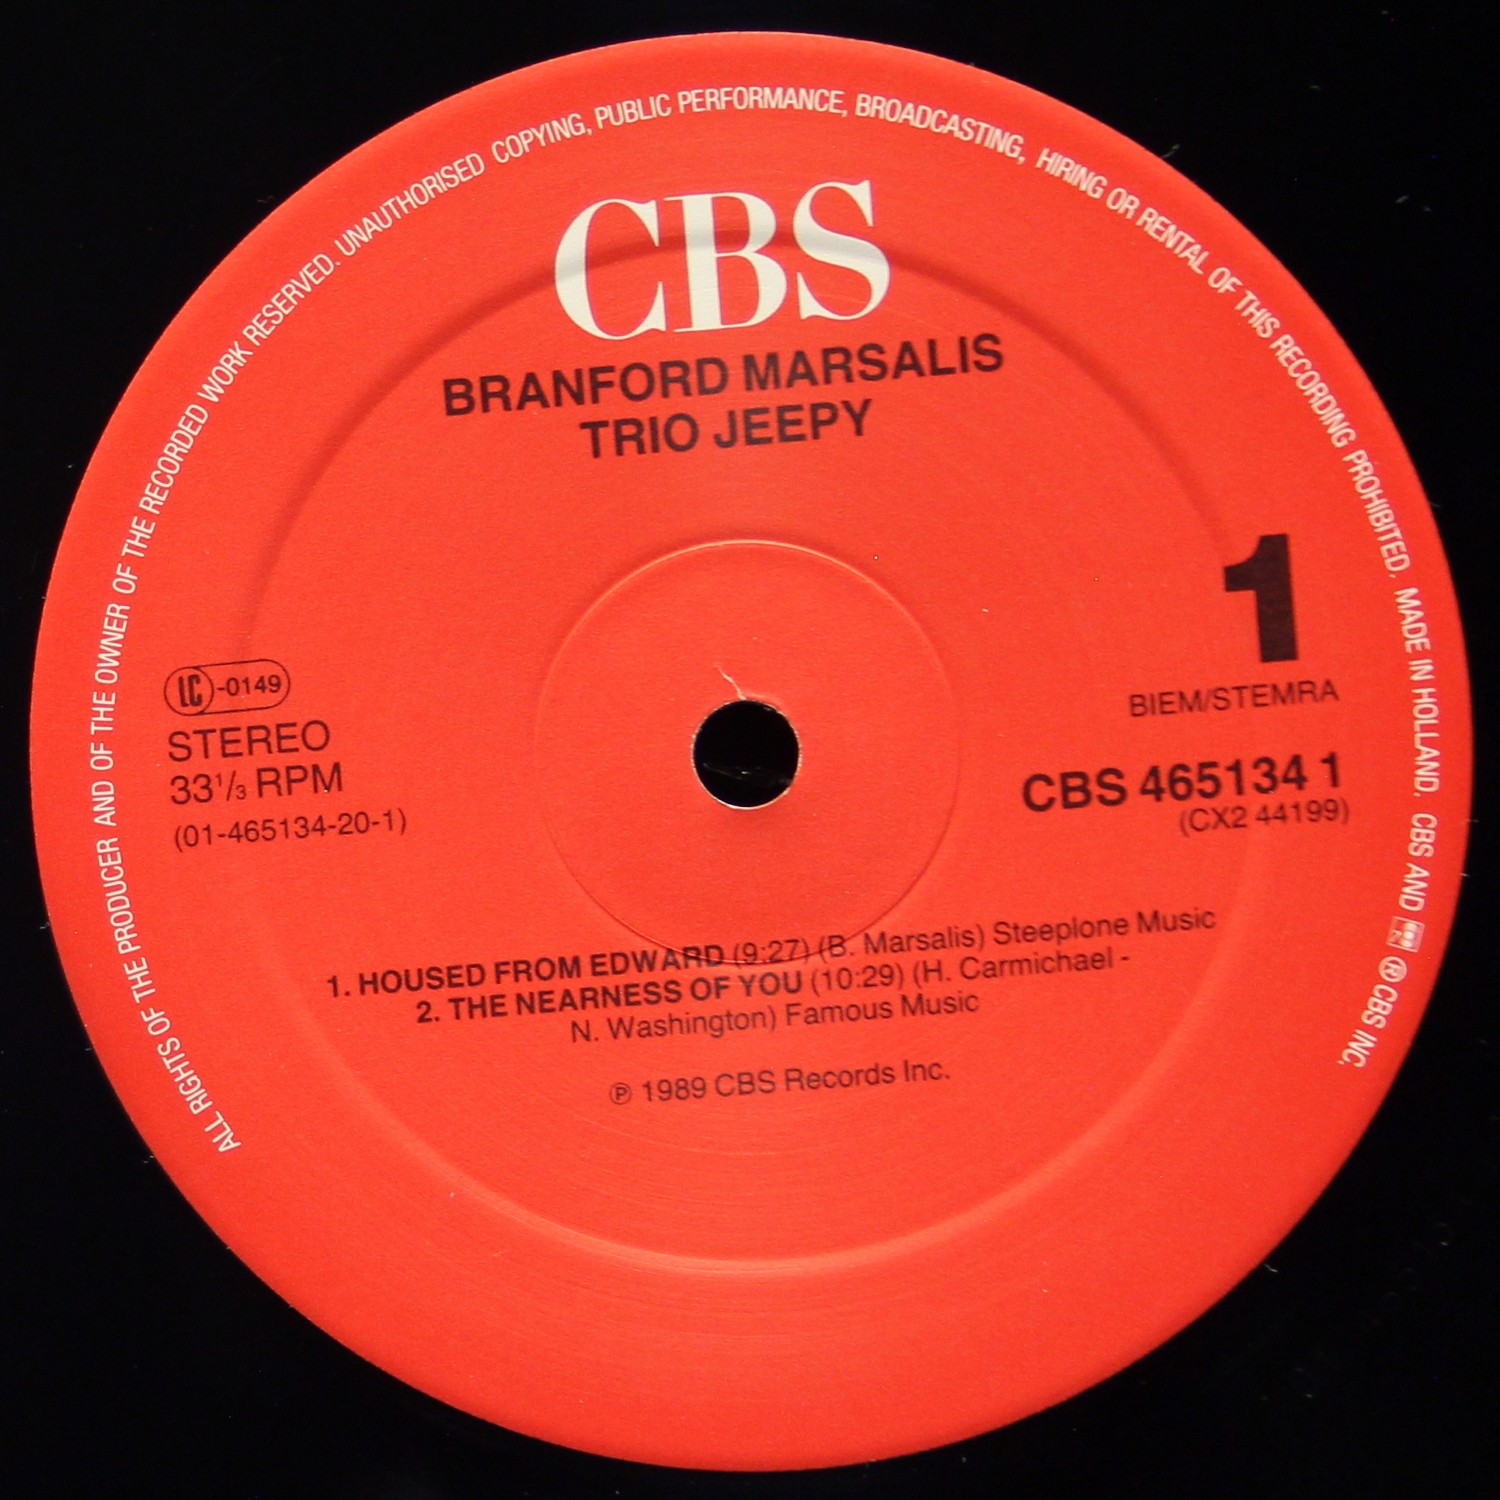 ALL RIGHTS OF THE PRODUCER AND OF THE OWNER OF THE RECORDED WORK RESERVED. UNAUTHORISED COPYING, PUBLIC PERFORMANCE, BROADCASTING, HIRING OR RENTAL OF THIS RECORDING PROHIBITED. MADE IN HOLLAND. CBS AND ® CBS INC.
CBS
BRANFORD MARSALIS
TRIO JEEPY
1
LC-0149
BIEM/STEMRA
STEREO
33⅓ RPM
CBS 465134 1
(01-465134-20-1)
(CX2 44199)
1. HOUSED FROM EDWARD (9:27) (B. Marsalis) Steeplone Music
2. THE NEARNESS OF YOU (10:29) (H. Carmichael -
N. Washington) Famous Music
℗ 1989 CBS Records Inc.